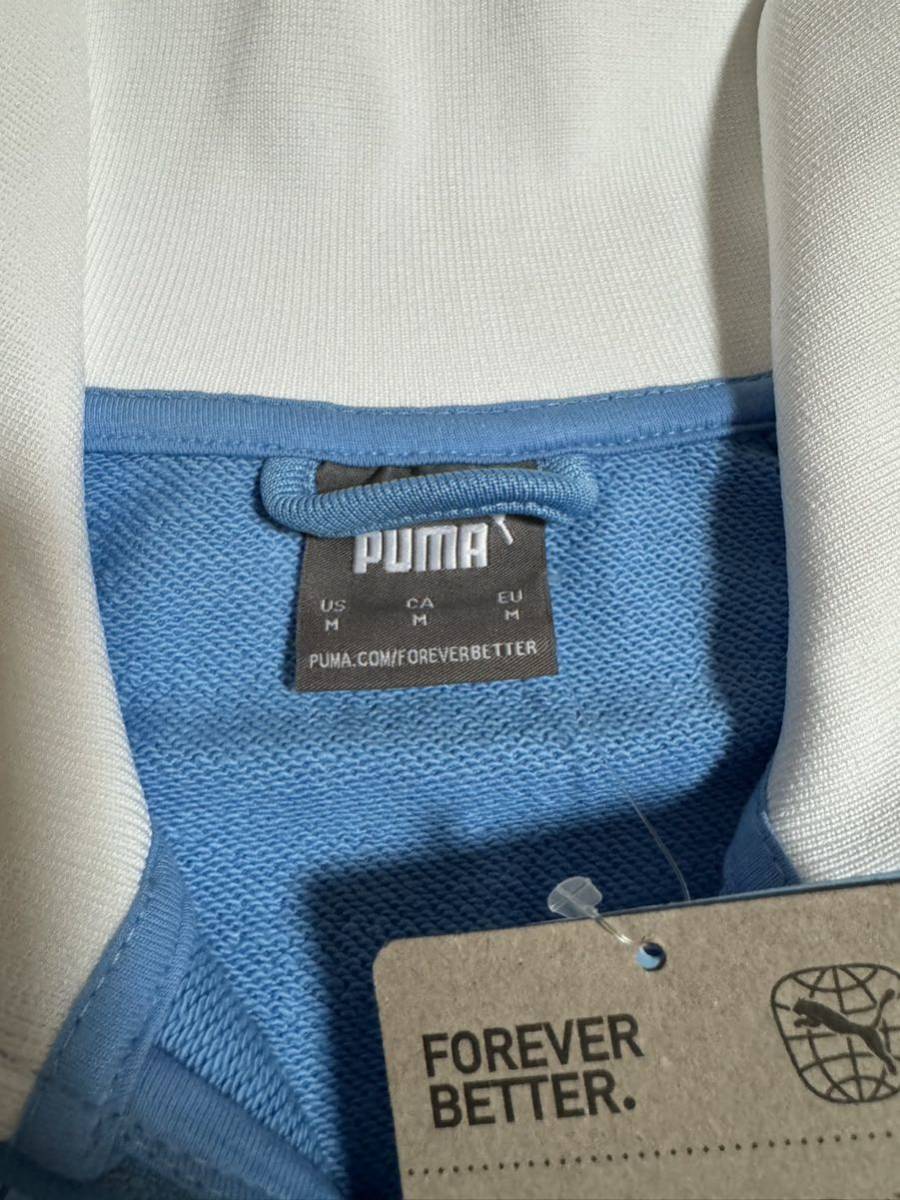 PUMA
US CA EU
M M M
PUMA.COM/FOREVERBETTER
FOREVER
BETTER.